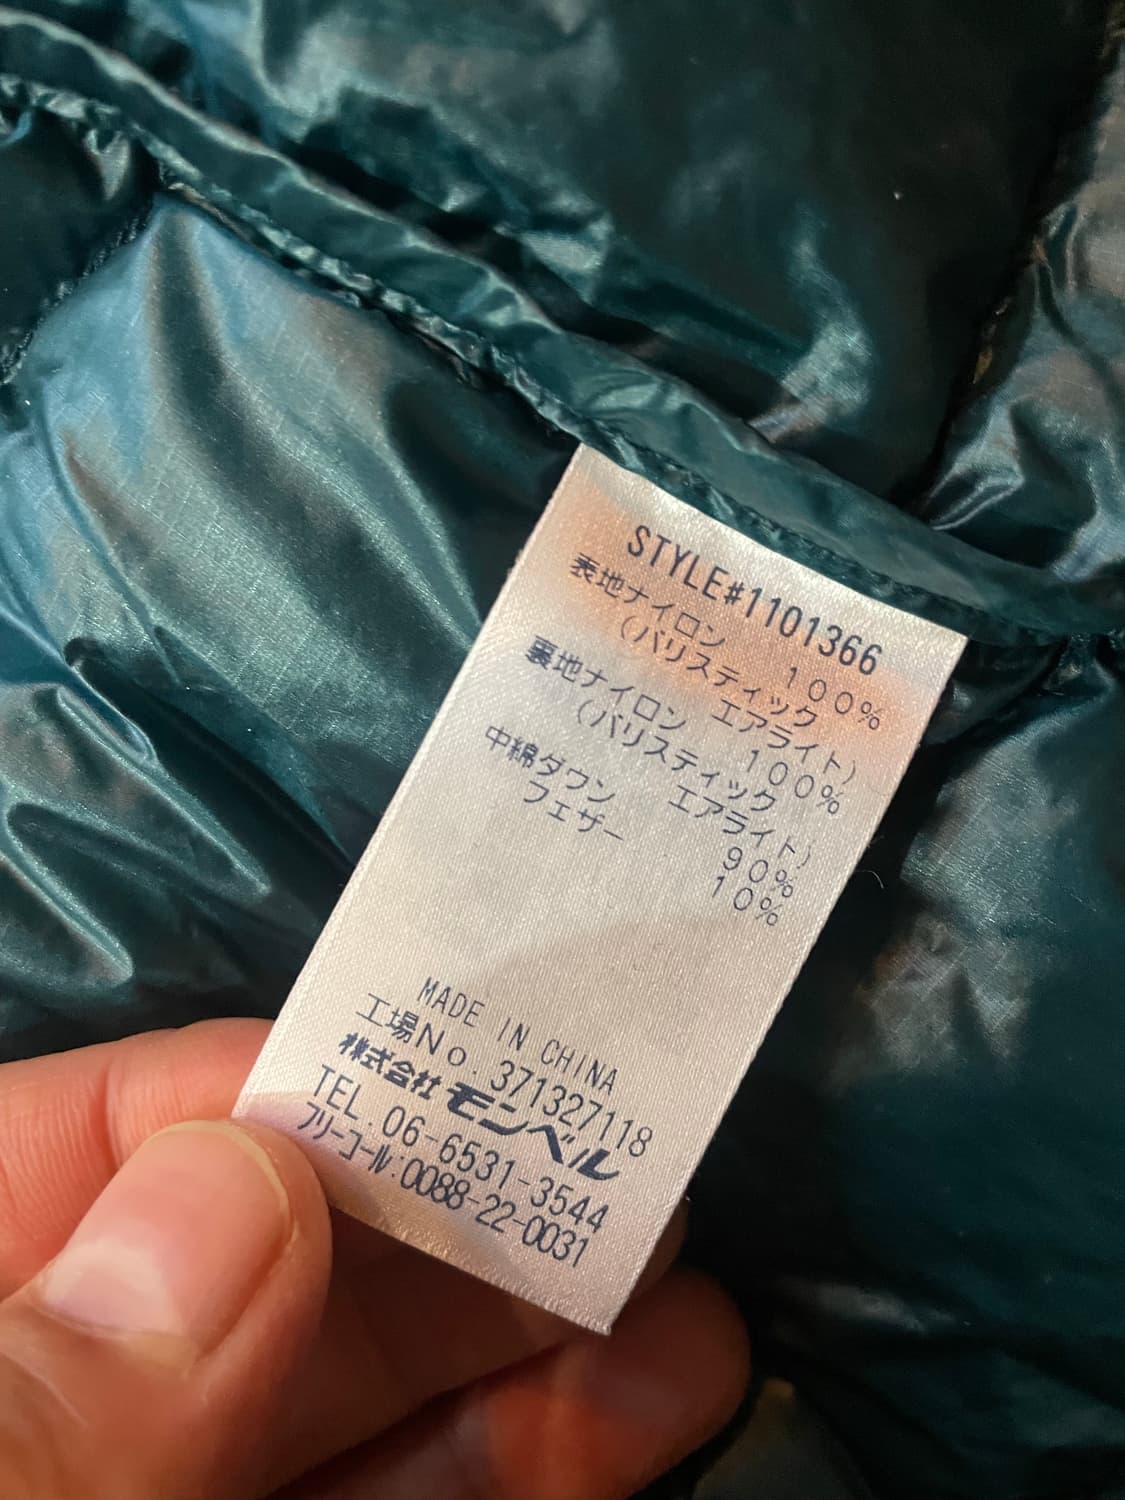 STYLE#1101366
表地ナイロン 100%
(バリスティック エアライト)
裏地ナイロン 100%
(バリスティック エアライト)
中綿ダウン 90%
フェザー 10%
MADE IN CHINA
工場No. 371327118
株式会社モンベル
TEL. 06-6531-3544
フリーコール:0088-22-0031